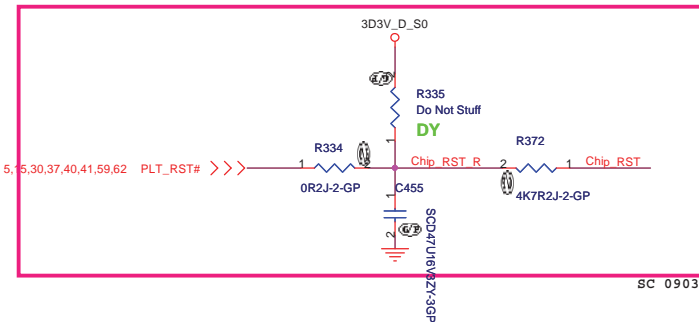 3D3V_D_S0
R335
Do Not Stuff
DY
1
R334
R372
5,15,30,37,40,41,59,62 PLT_RST#
1
2
Chip_RST_R
2
1
Chip_RST
0R2J-2-GP
C455
4K7R2J-2-GP
1
2
SCD47U16V3ZY-3GP
SC 0903